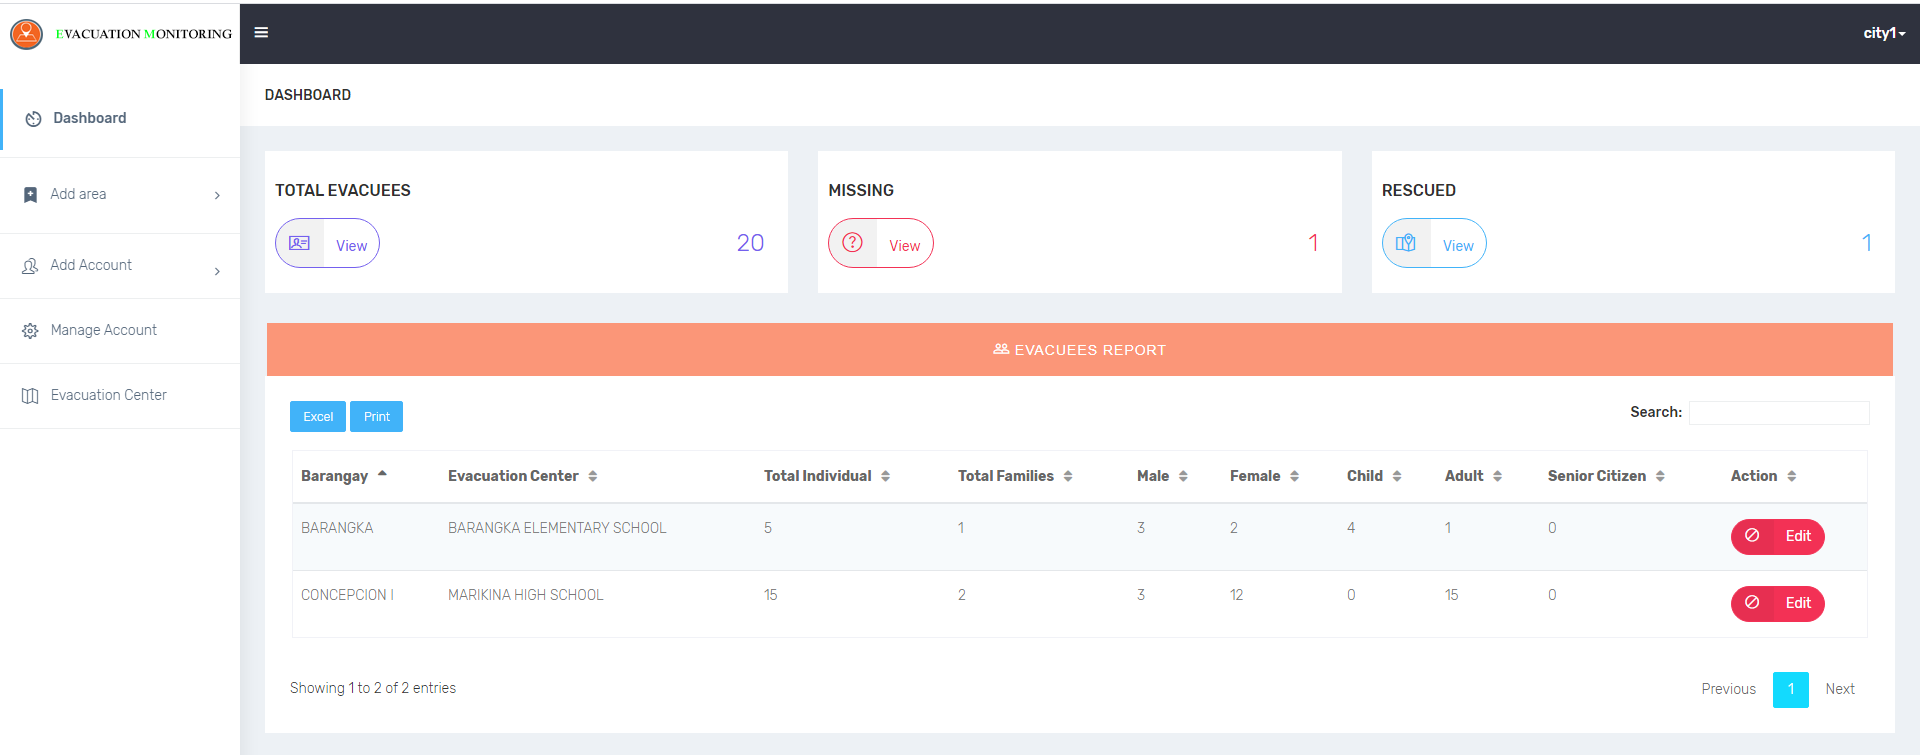 EVACUATION MONITORING
city1
Dashboard
Add area
Add Account
Manage Account
Evacuation Center
DASHBOARD
TOTAL EVACUEES
View 20
MISSING
View 1
RESCUED
View 1
EVACUEES REPORT
Excel Print Search:
Barangay Evacuation Center Total Individual Total Families Male Female Child Adult Senior Citizen Action
BARANGKA BARANGKA ELEMENTARY SCHOOL 5 1 3 2 4 1 0 Edit
CONCEPCION I MARIKINA HIGH SCHOOL 15 2 3 12 0 15 0 Edit
Showing 1 to 2 of 2 entries Previous 1 Next